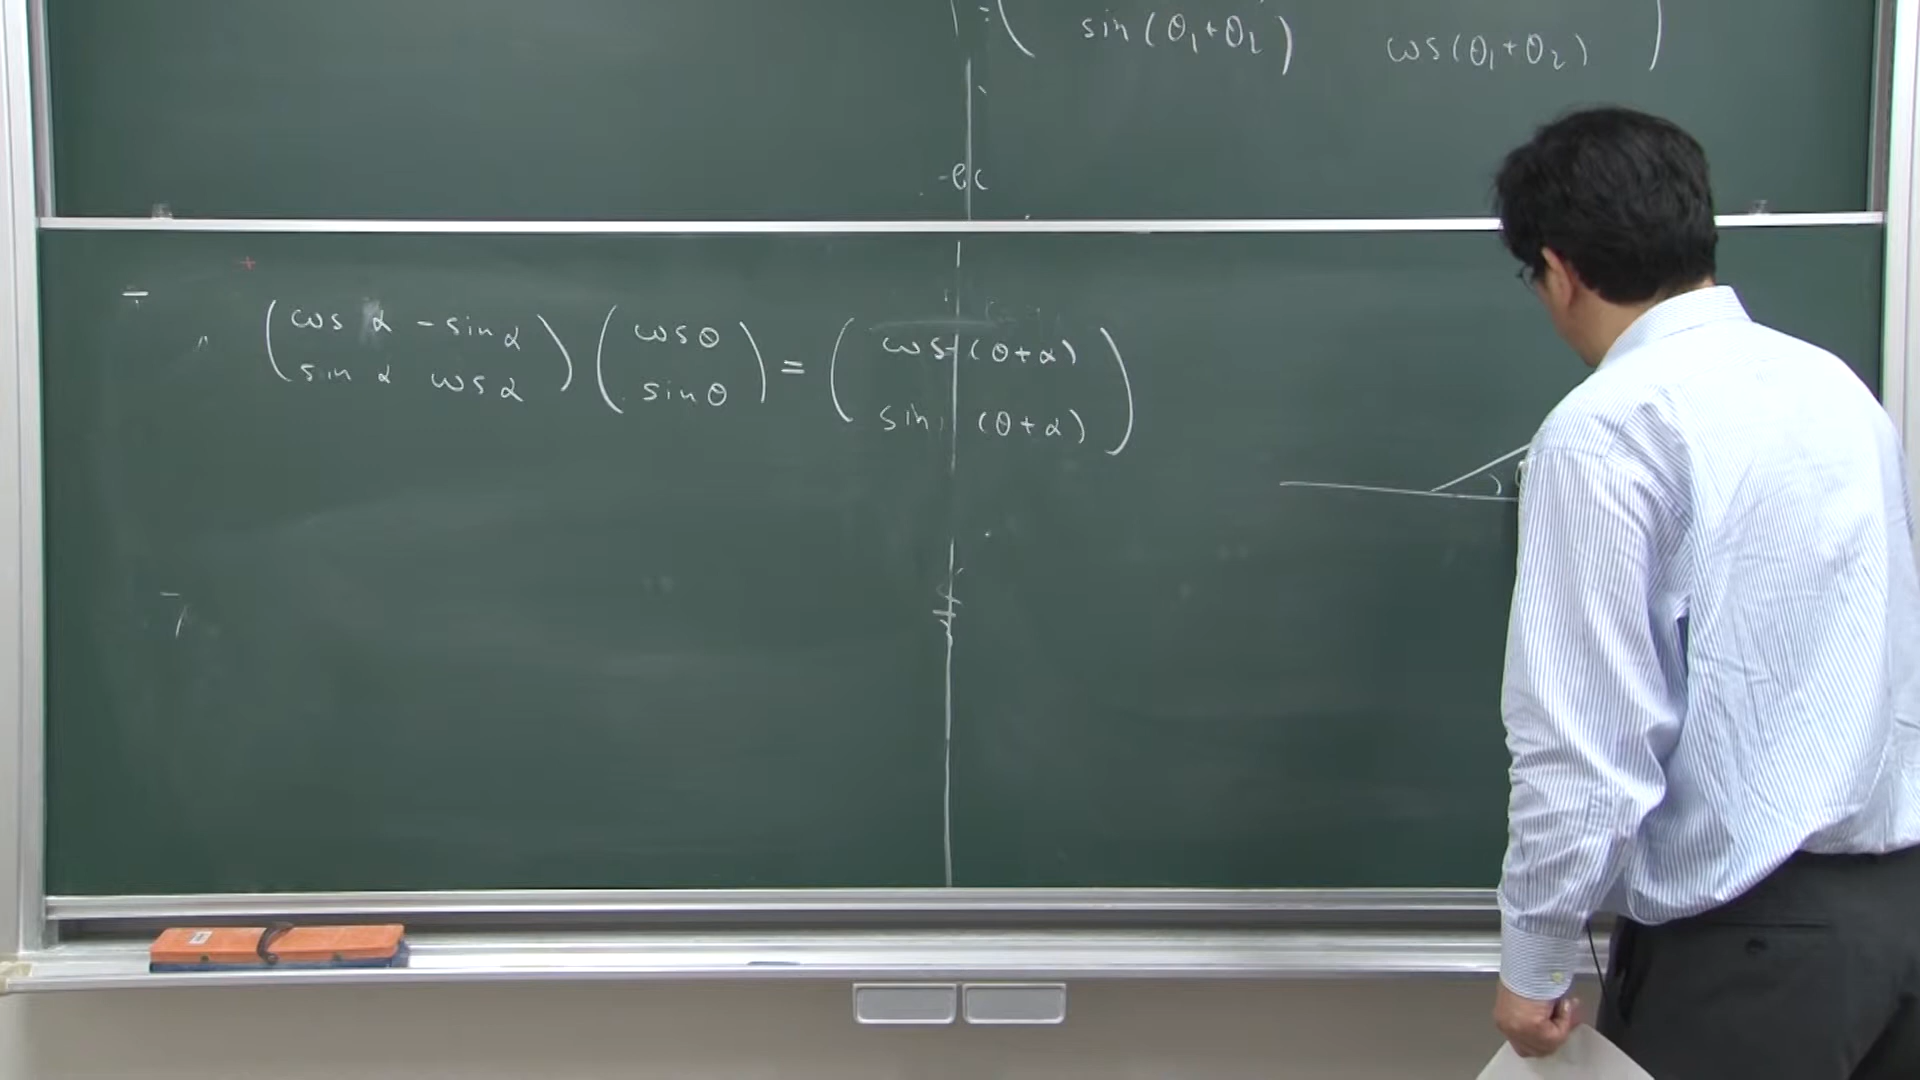 = ( sin(θ₁+θ₂) cos(θ₁+θ₂) )
( cos α -sin α ) ( cos θ ) = ( cos (θ+α) )
( sin α cos α ) ( sin θ ) ( sin (θ+α) )